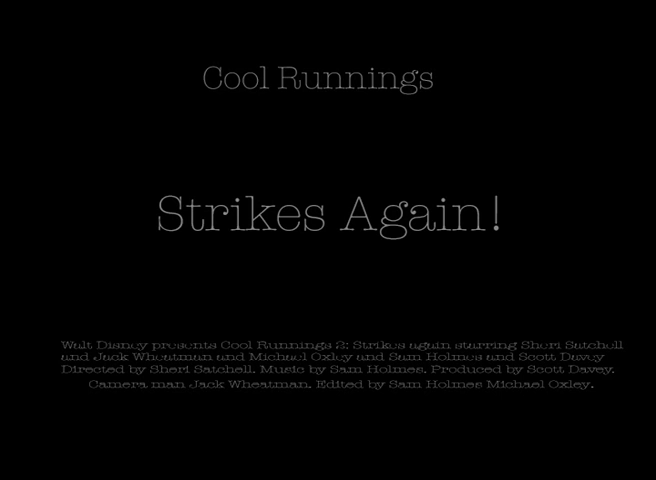 Cool Runnings
Strikes Again!
Walt Disney presents Cool Runnings 2: Strikes again starring Sheri Satchell
and Jack Wheatman and Michael Oxley and Sam Holmes and Scott Davey
Directed by Sheri Satchell. Music by Sam Holmes. Produced by Scott Davey.
Camera man Jack Wheatman. Edited by Sam Holmes Michael Oxley.